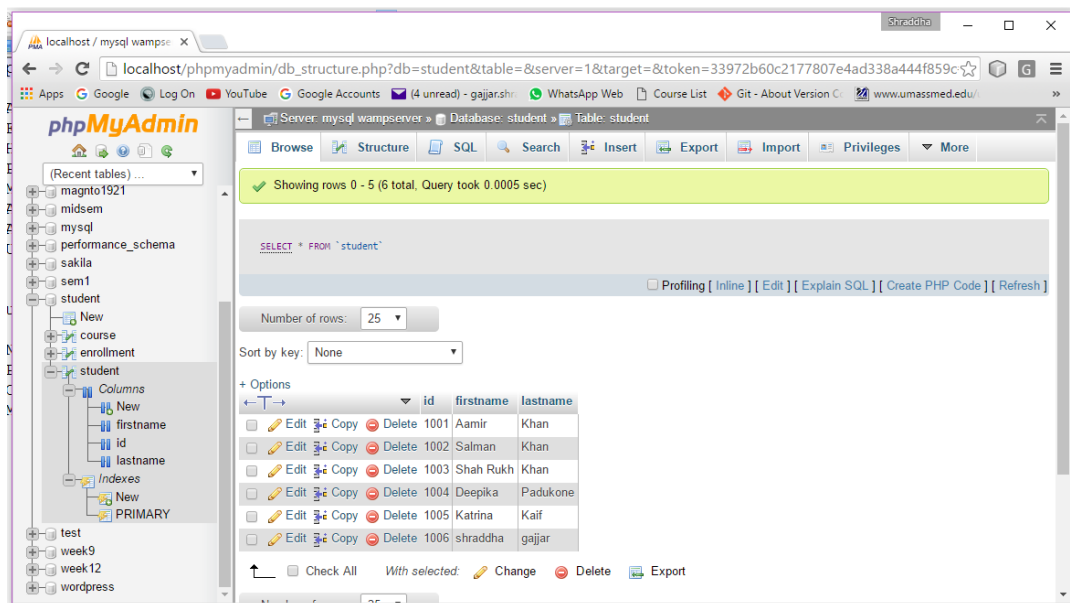 Shraddha
PMA localhost / mysql wampse
localhost/phpmyadmin/db_structure.php?db=student&table=&server=1&target=&token=33972b60c2177807e4ad338a444f859c
Apps Google Log On YouTube Google Accounts (4 unread) - gajjar.shr WhatsApp Web Course List Git - About Version C www.umassmed.edu/ »
phpMyAdmin
(Recent tables) ...
magnto1921
midsem
mysql
performance_schema
sakila
sem1
student
New
course
enrollment
student
Columns
New
firstname
id
lastname
Indexes
New
PRIMARY
test
week9
week12
wordpress
Server: mysql wampserver » Database: student » Table: student
Browse Structure SQL Search Insert Export Import Privileges More
Showing rows 0 - 5 (6 total, Query took 0.0005 sec)
SELECT * FROM `student`
Profiling [ Inline ] [ Edit ] [ Explain SQL ] [ Create PHP Code ] [ Refresh ]
Number of rows: 25
Sort by key: None
+ Options
id firstname lastname
Edit Copy Delete 1001 Aamir Khan
Edit Copy Delete 1002 Salman Khan
Edit Copy Delete 1003 Shah Rukh Khan
Edit Copy Delete 1004 Deepika Padukone
Edit Copy Delete 1005 Katrina Kaif
Edit Copy Delete 1006 shraddha gajjar
Check All With selected: Change Delete Export